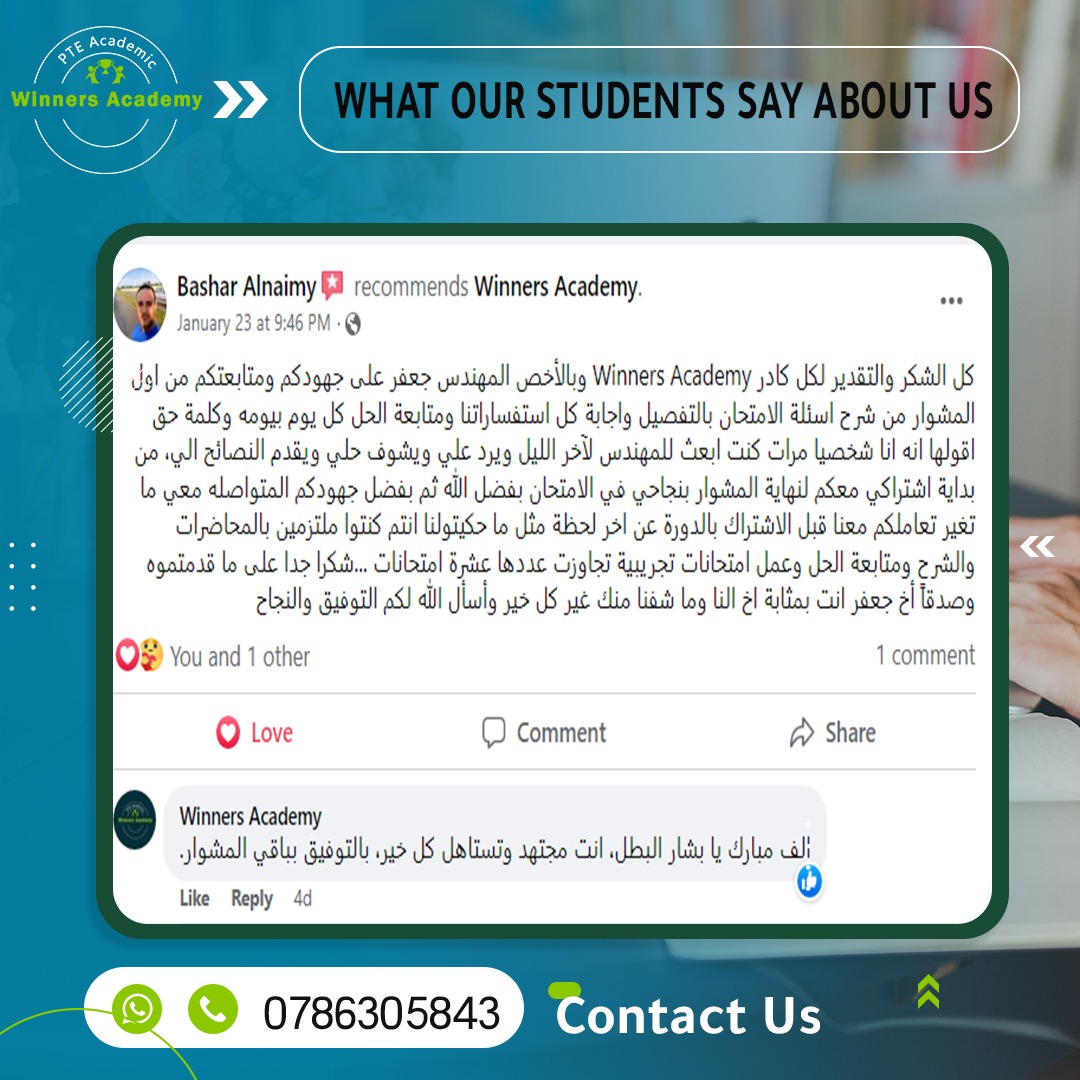 PTE Academic
Winners Academy
WHAT OUR STUDENTS SAY ABOUT US
Bashar Alnaimy recommends Winners Academy.
January 23 at 9:46 PM ·
كل الشكر والتقدير لكل كادر Winners Academy وبالأخص المهندس جعفر على جهودكم ومتابعتكم من اول
المشوار من شرح اسئلة الامتحان بالتفصيل واجابة كل استفساراتنا ومتابعة الحل كل يوم بيومه وكلمة حق
اقولها انه انا شخصيا مرات كنت ابعث للمهندس لآخر الليل ويرد علي ويشوف حلي ويقدم النصائح الي، من
بداية اشتراكي معكم لنهاية المشوار بنجاحي في الامتحان بفضل الله ثم بفضل جهودكم المتواصله معي ما
تغير تعاملكم معنا قبل الاشتراك بالدورة عن اخر لحظة مثل ما حكيتولنا انتم كنتوا ملتزمين بالمحاضرات
والشرح ومتابعة الحل وعمل امتحانات تجريبية تجاوزت عددها عشرة امتحانات ...شكرا جدا على ما قدمتموه
وصدقاً أخ جعفر انت بمثابة اخ النا وما شفنا منك غير كل خير وأسأل الله لكم التوفيق والنجاح
You and 1 other
1 comment
Love
Comment
Share
Winners Academy
ألف مبارك يا بشار البطل، انت مجتهد وتستاهل كل خير، بالتوفيق بباقي المشوار.
Like Reply 4d
0786305843
Contact Us